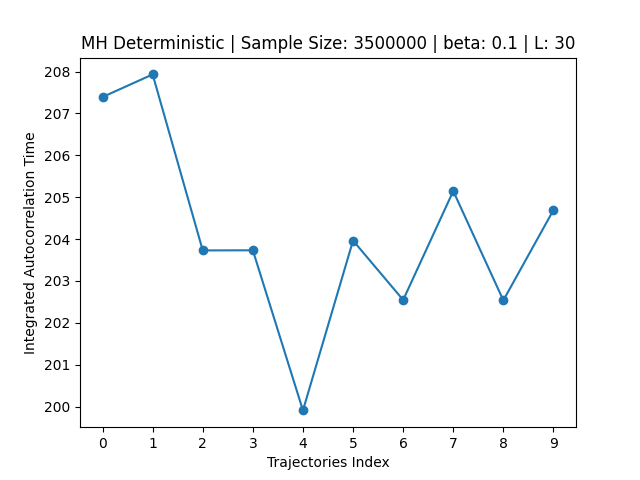 MH Deterministic | Sample Size: 3500000 | beta: 0.1 | L: 30
Integrated Autocorrelation Time
208
207
206
205
204
203
202
201
200
0 1 2 3 4 5 6 7 8 9
Trajectories Index